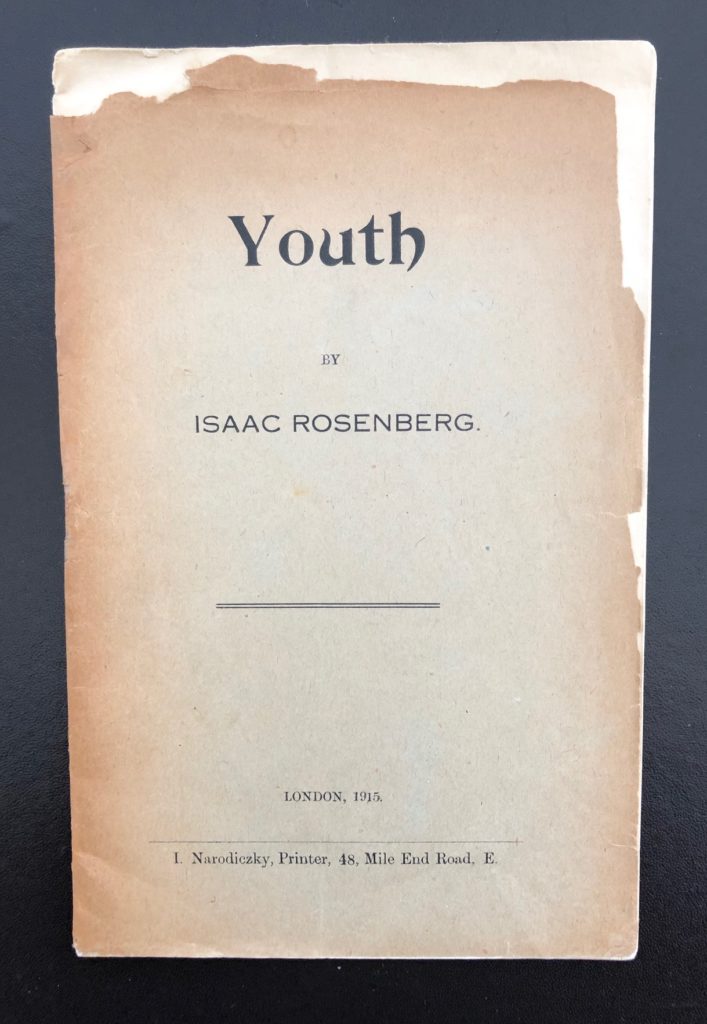 Youth
BY
ISAAC ROSENBERG.
LONDON, 1915.
I. Narodiczky, Printer, 48, Mile End Road, E.